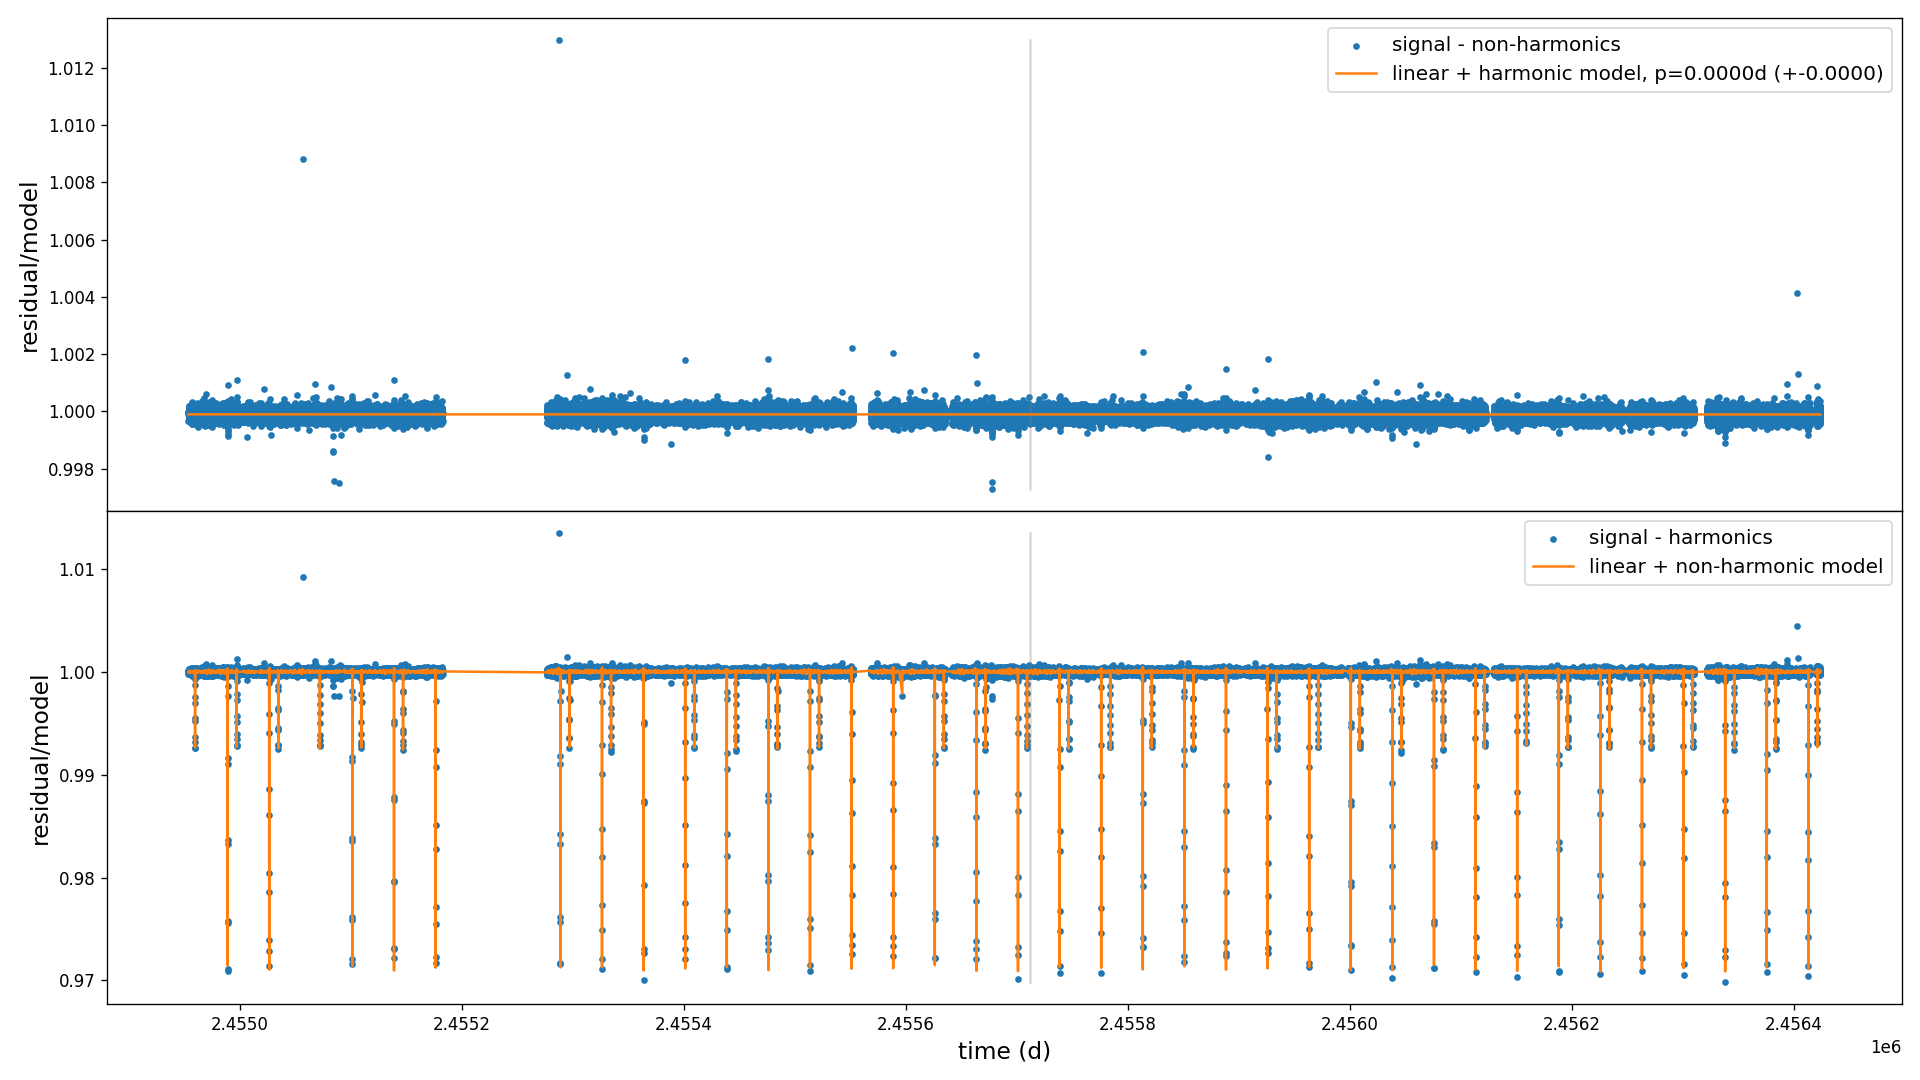 signal - non-harmonics
linear + harmonic model, p=0.0000d (+-0.0000)
1.012
1.010
1.008
1.006
1.004
1.002
1.000
0.998
residual/model
signal - harmonics
linear + non-harmonic model
1.01
1.00
0.99
0.98
0.97
residual/model
2.4550 2.4552 2.4554 2.4556 2.4558 2.4560 2.4562 2.4564
1e6
time (d)